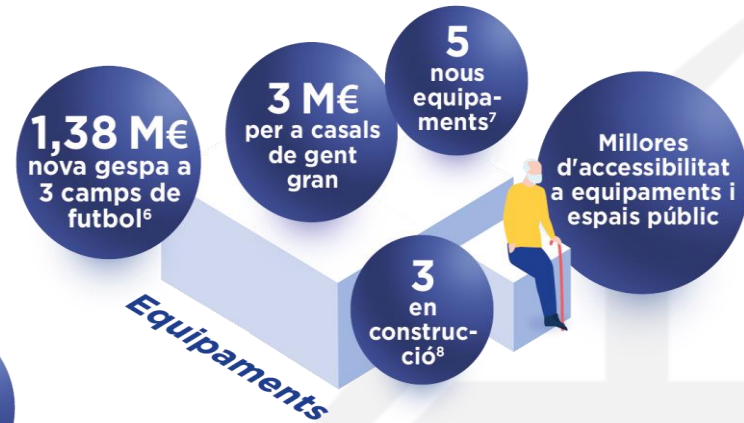 1,38 M€
nova gespa a
3 camps de
futbol⁶
3 M€
per a casals
de gent
gran
5
nous
equipa-
ments⁷
Millores
d'accessibilitat
a equipaments i
espais públic
3
en
construc-
ció⁸
Equipaments